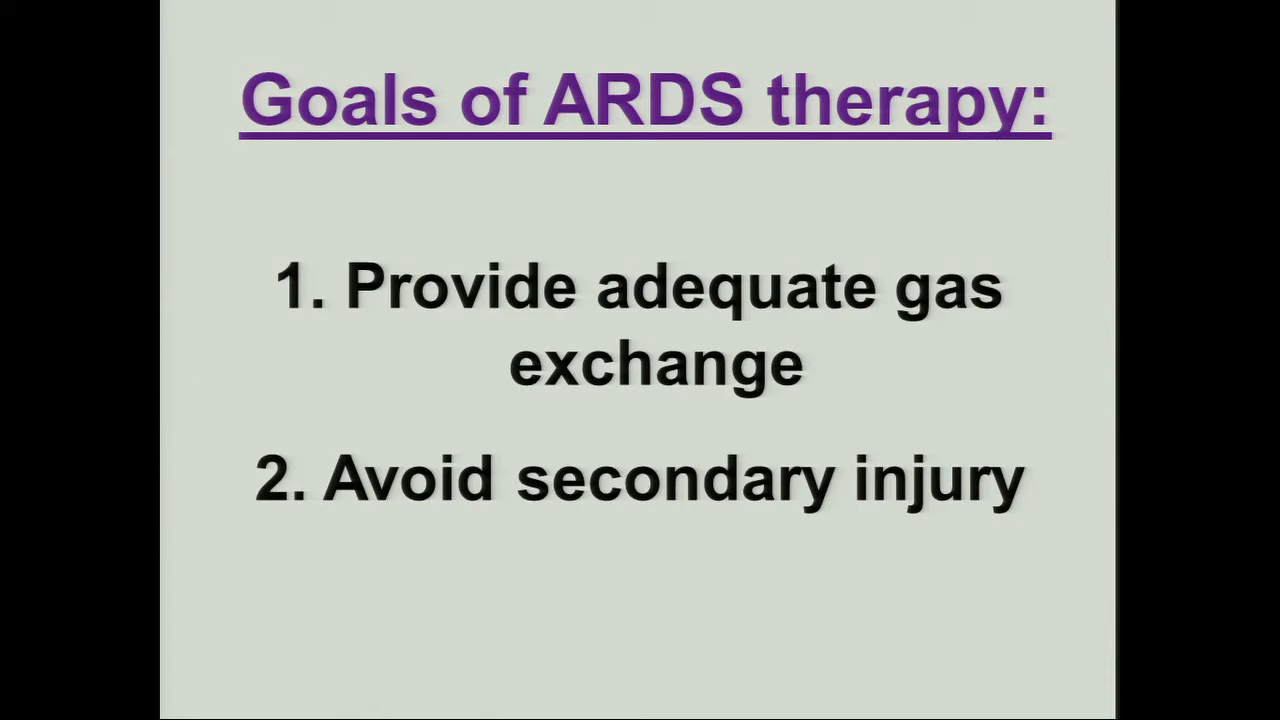 Goals of ARDS therapy:
1. Provide adequate gas
exchange
2. Avoid secondary injury